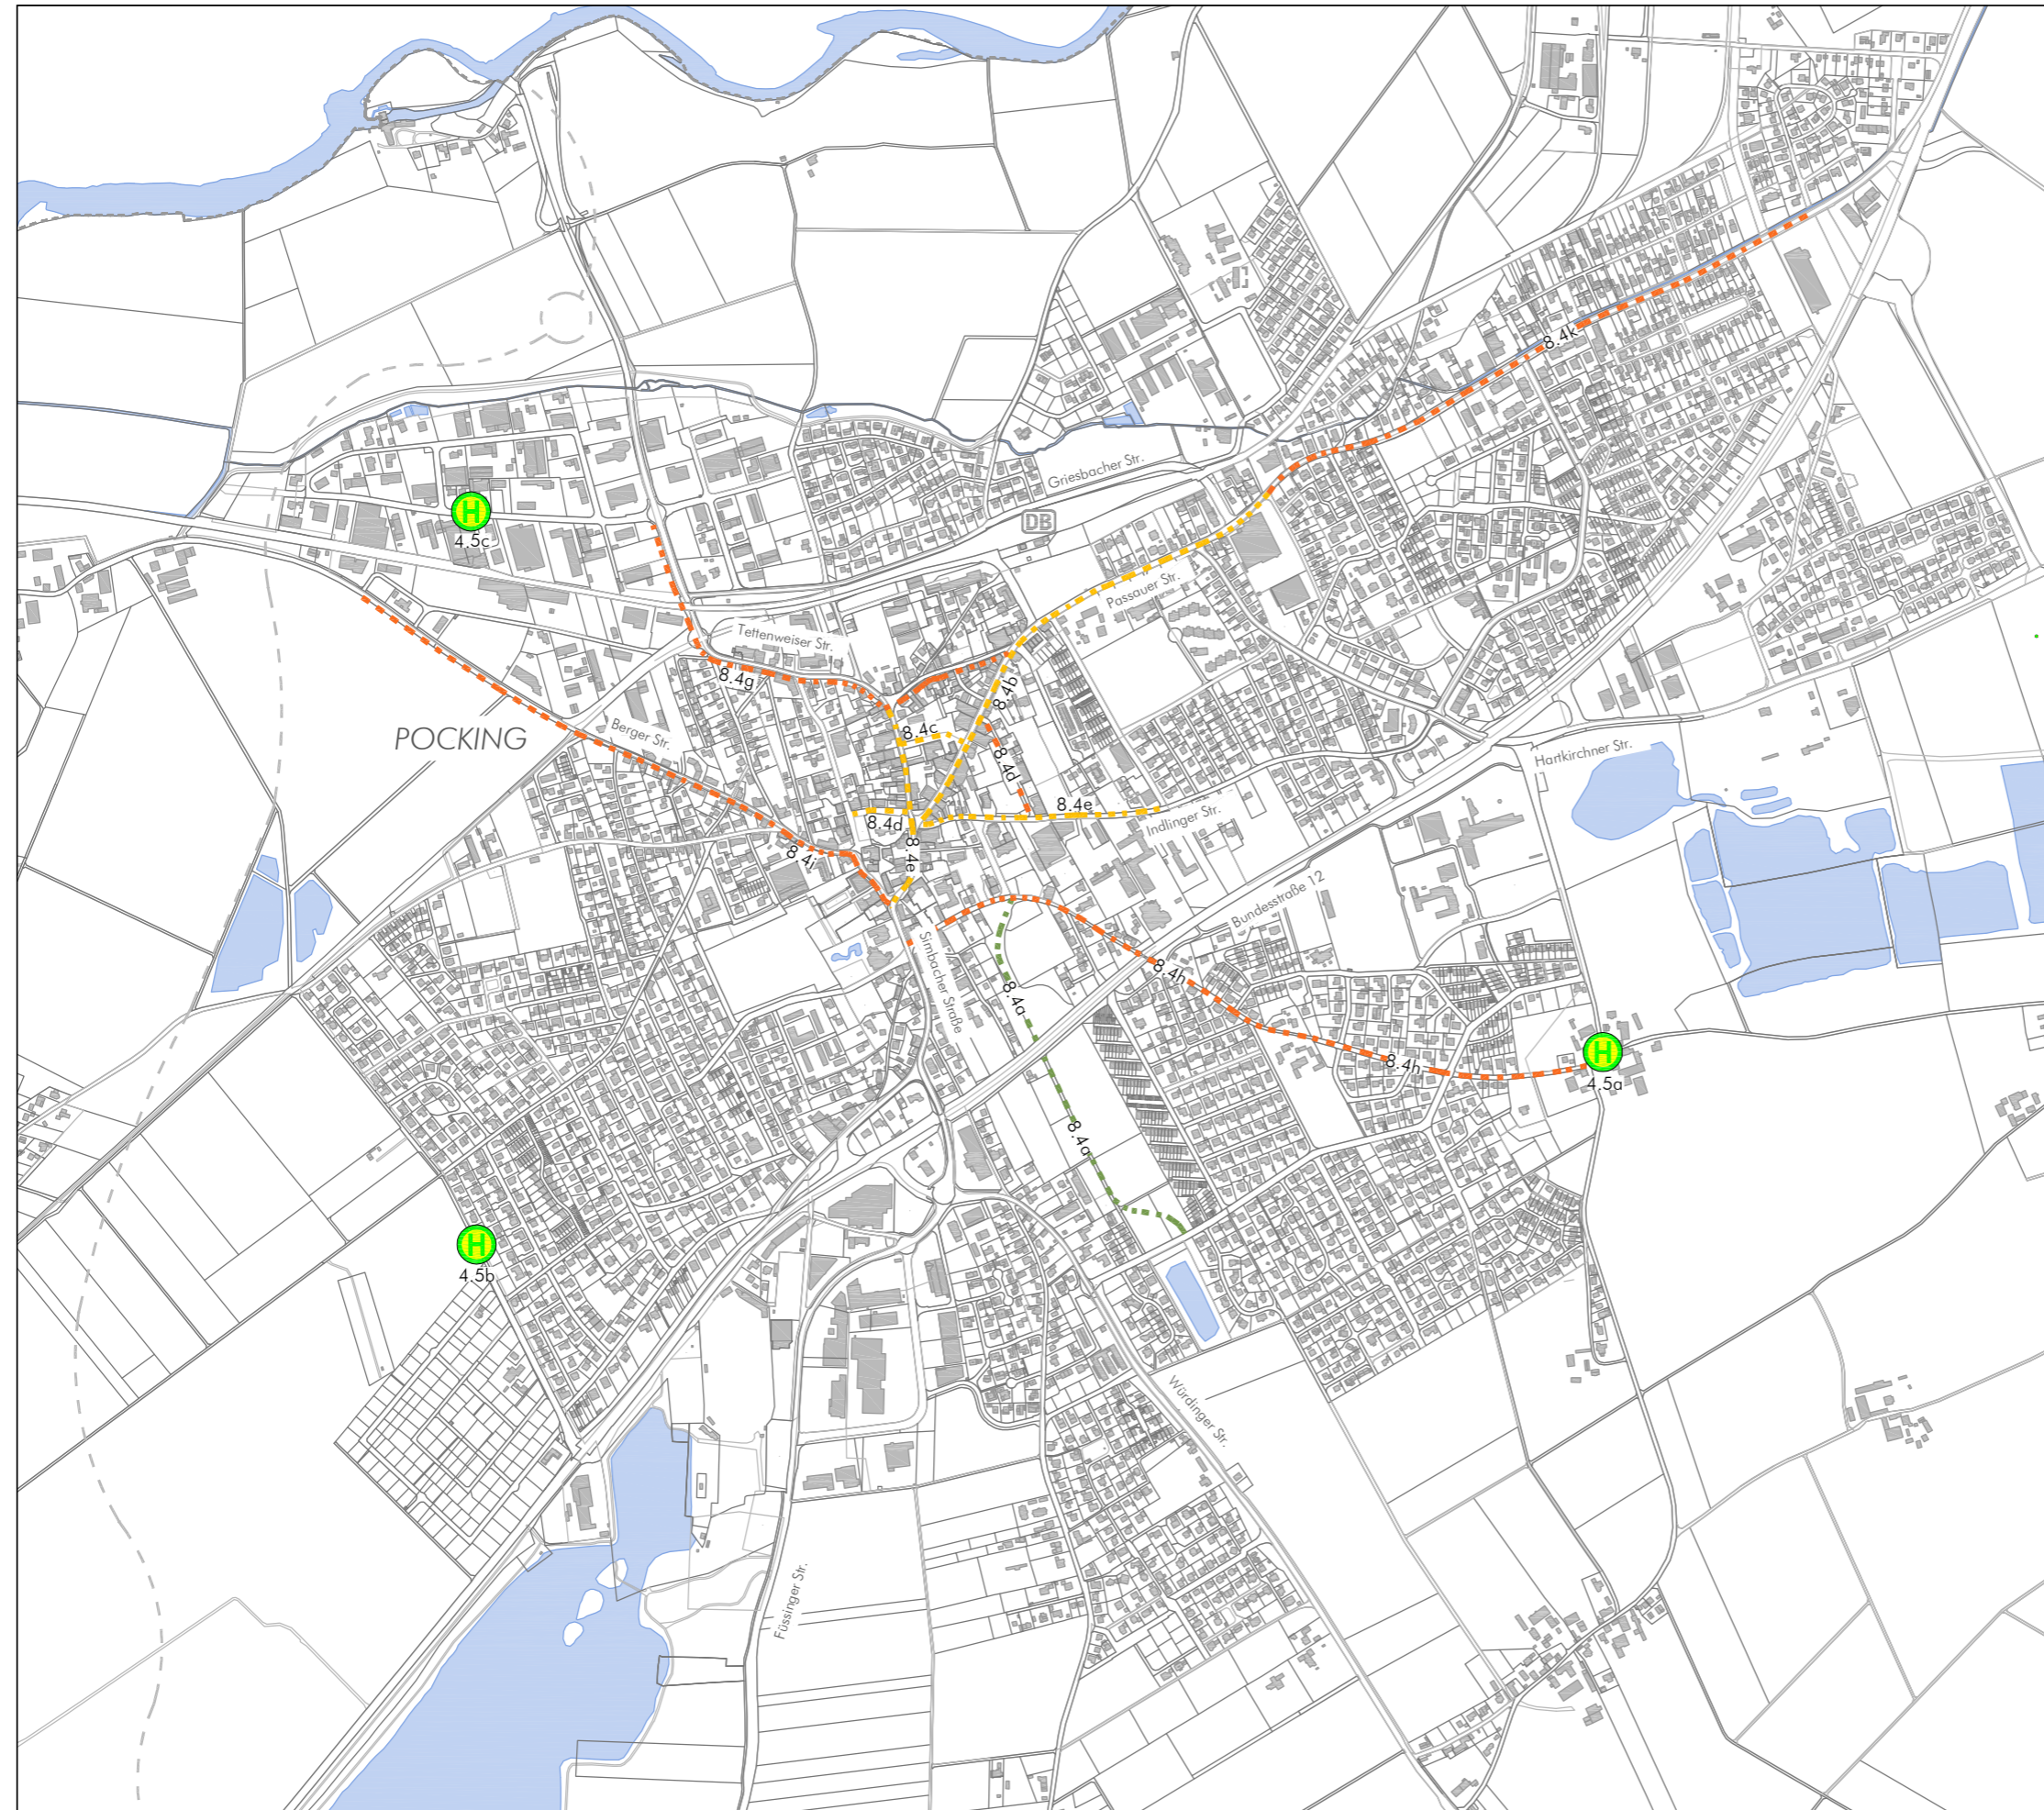 8.4k
Griesbacher Str.
H
4.5c
DB
Passauer Str.
Tettenweiser Str.
8.4g
8.4b
POCKING
Berger Str.
8.4c
8.4d
Hartkirchner Str.
8.4e
Indlinger Str.
8.4d
8.4e
8.4i
Bundesstraße 12
Simbacher Straße
8.4h
8.4a
8.4h
H
4.5a
8.4a
H
4.5b
Würdinger Str.
Füssinger Str.